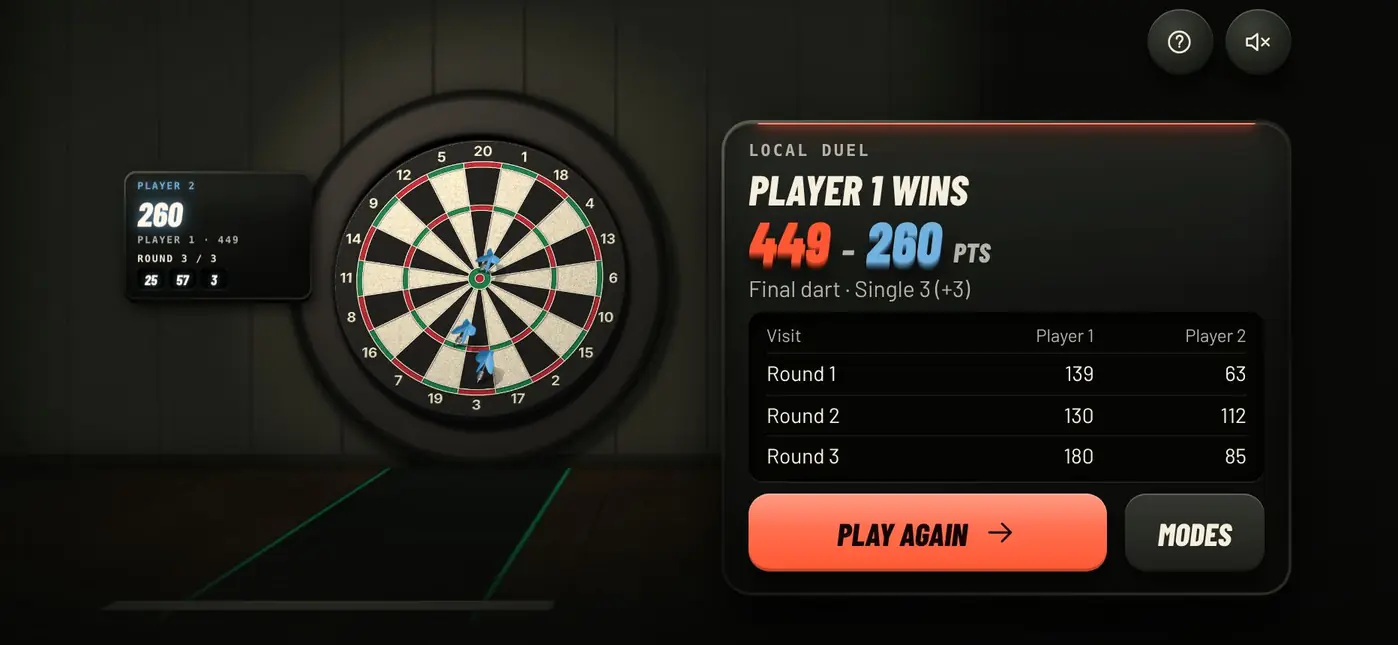 PLAYER 2
260
PLAYER 1 · 449
ROUND 3 / 3
25 57 3
5 20 1
12 18
9 4
14 13
11 6
8 10
16 15
7 2
19 3 17
?
LOCAL DUEL
PLAYER 1 WINS
449 - 260 PTS
Final dart · Single 3 (+3)
Visit Player 1 Player 2
Round 1 139 63
Round 2 130 112
Round 3 180 85
PLAY AGAIN →
MODES